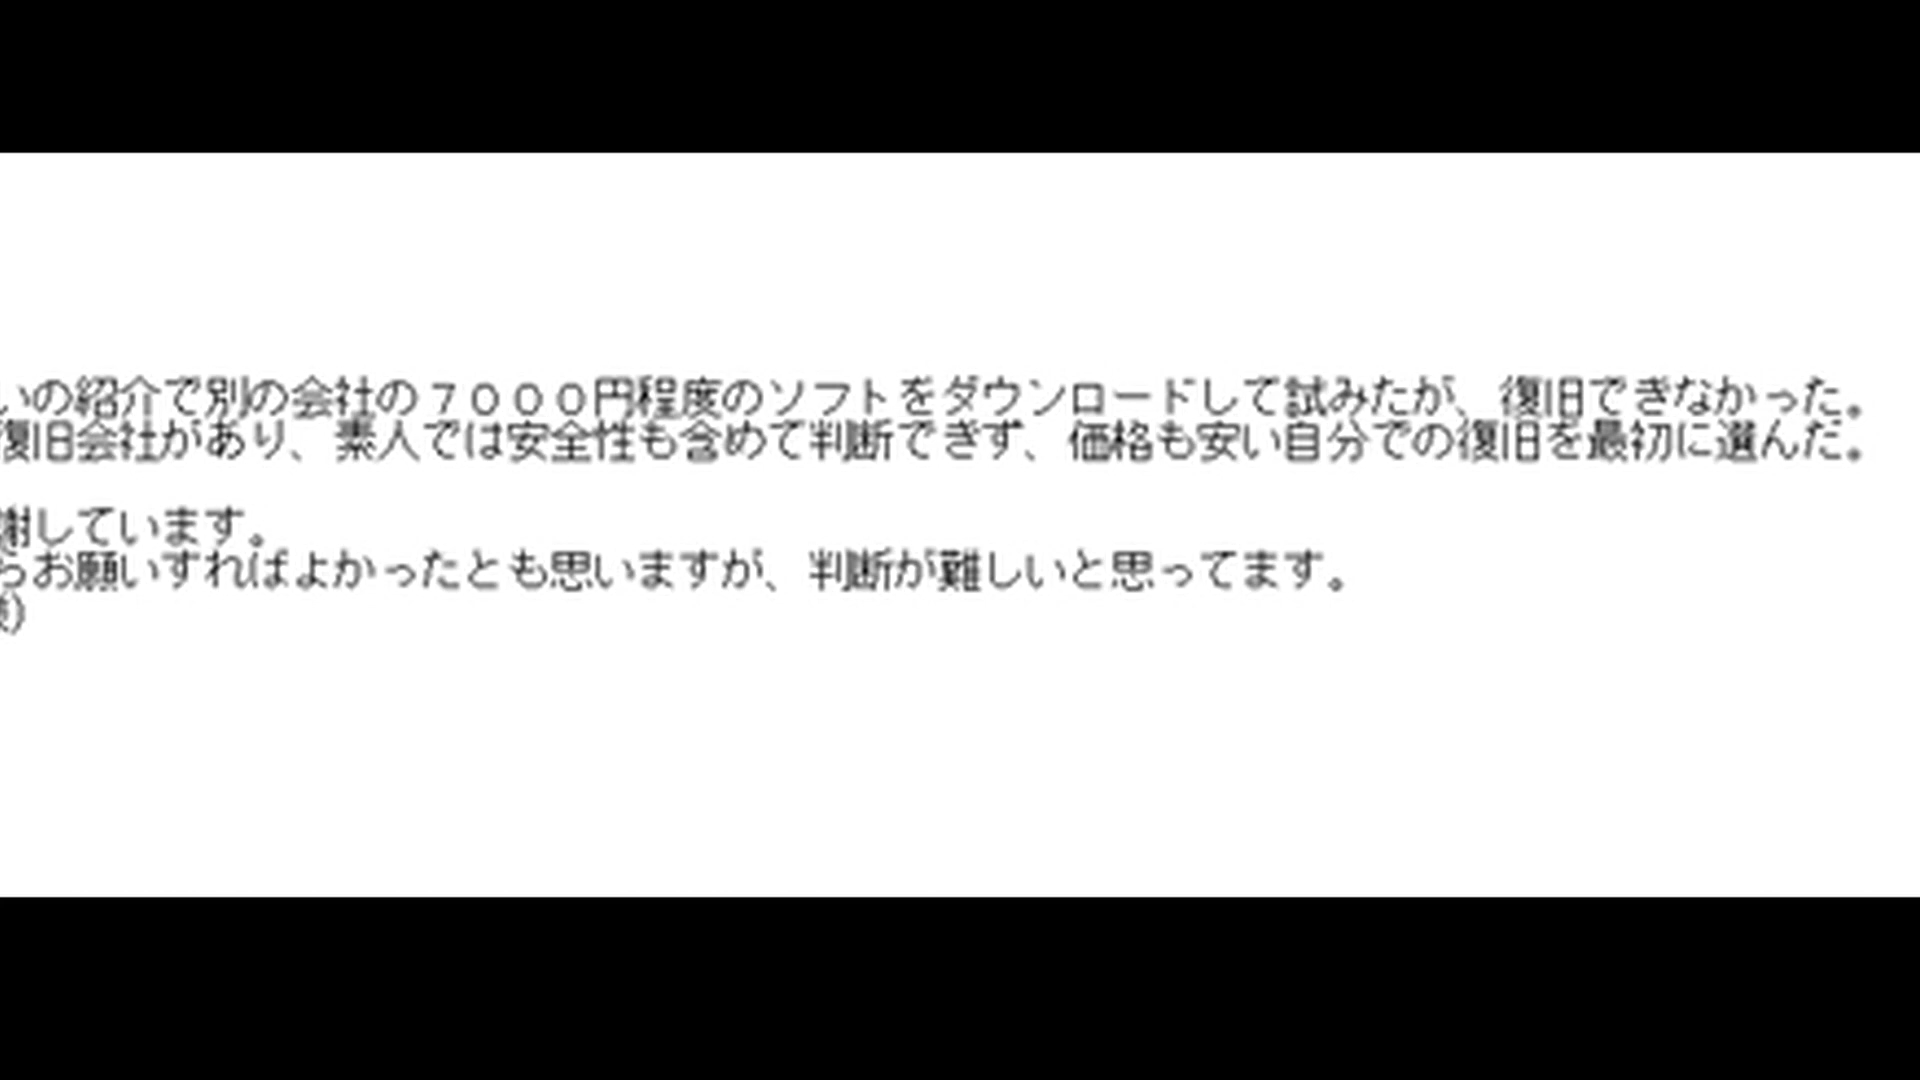 いの紹介で別の会社の７０００円程度のソフトをダウンロードして試みたが、復旧できなかった。
復旧会社があり、素人では安全性も含めて判断できず、価格も安い自分での復旧を最初に選んだ。
謝しています。
らお願いすればよかったとも思いますが、判断が難しいと思ってます。
)